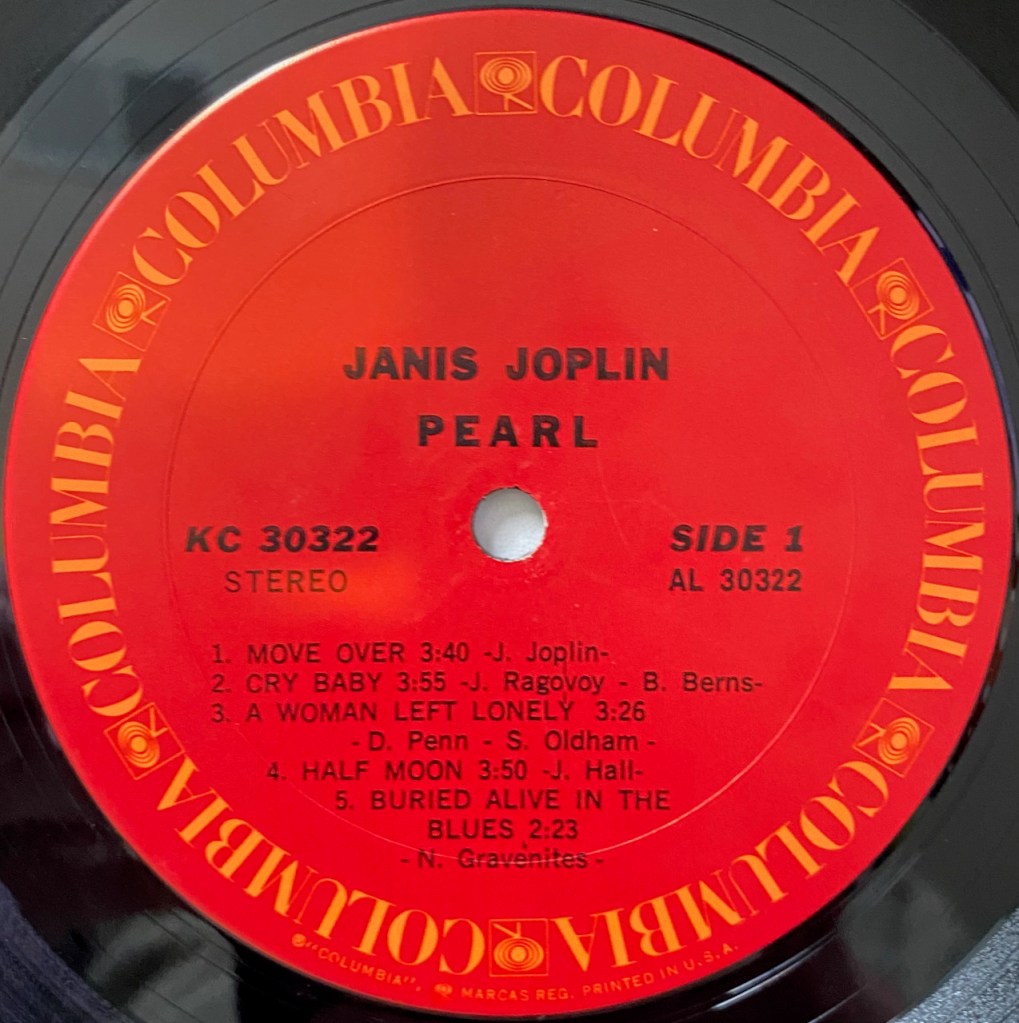 COLUMBIA COLUMBIA COLUMBIA COLUMBIA COLUMBIA COLUMBIA
JANIS JOPLIN
PEARL
KC 30322
STEREO
SIDE 1
AL 30322
1. MOVE OVER 3:40 -J. Joplin-
2. CRY BABY 3:55 -J. Ragovoy - B. Berns-
3. A WOMAN LEFT LONELY 3:26
- D. Penn - S. Oldham -
4. HALF MOON 3:50 -J. Hall-
5. BURIED ALIVE IN THE
BLUES 2:23
- N. Gravenites -
℗"COLUMBIA", MARCAS REG. PRINTED IN U.S.A.